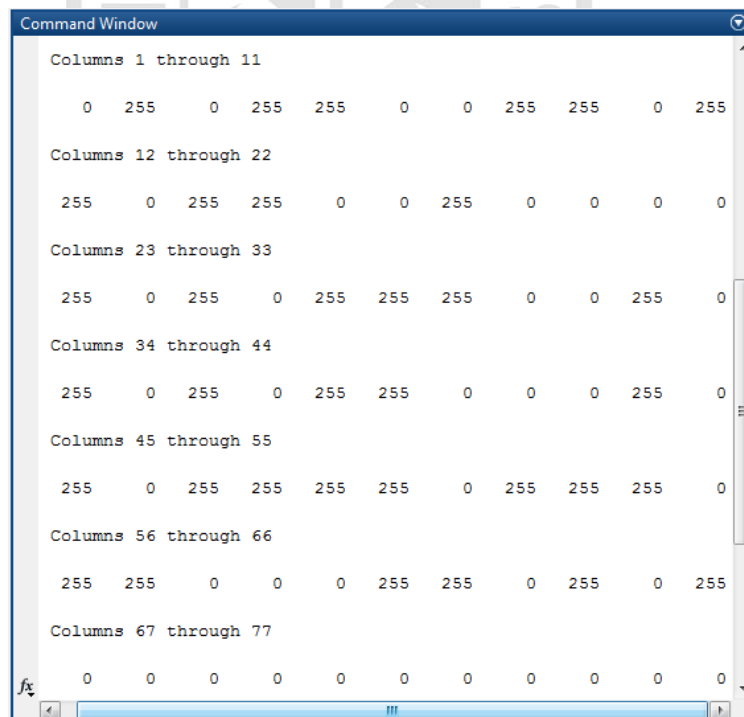 Command Window
Columns 1 through 11
0 255 0 255 255 0 0 255 255 0 255
Columns 12 through 22
255 0 255 255 0 0 255 0 0 0 0
Columns 23 through 33
255 0 255 0 255 255 255 0 0 255 0
Columns 34 through 44
255 0 255 0 255 255 0 0 0 255 0
Columns 45 through 55
255 0 255 255 255 255 0 255 255 255 0
Columns 56 through 66
255 255 0 0 0 255 255 0 255 0 255
Columns 67 through 77
fx 0 0 0 0 0 0 0 0 0 0 0